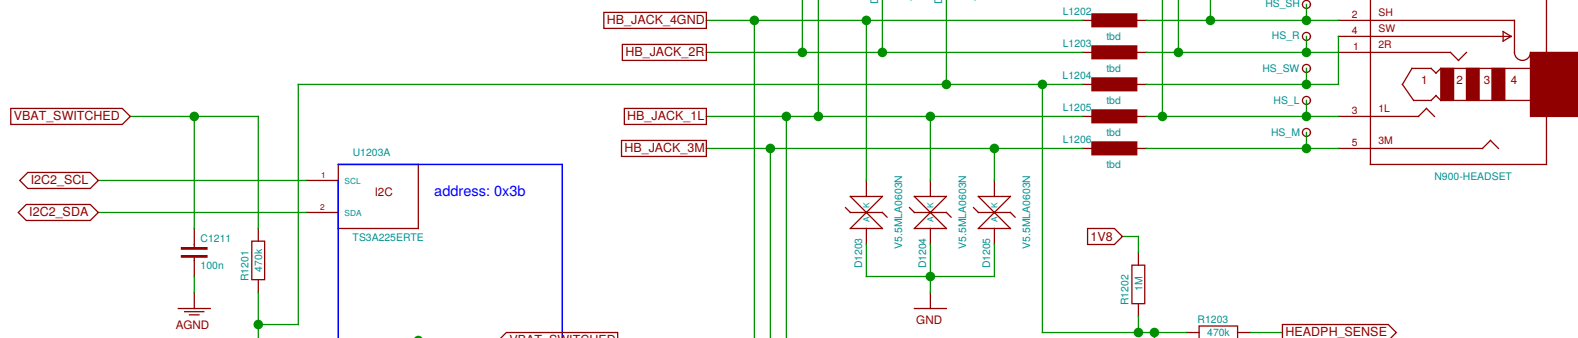 HS_SH
HB_JACK_4GND
L1202
2
SH
4
SW
HB_JACK_2R
L1203
tbd
HS_R
1
2R
L1204
tbd
HS_SW
1 2 3 4
VBAT_SWITCHED
HB_JACK_1L
L1205
tbd
HS_L
3
1L
HB_JACK_3M
L1206
tbd
HS_M
5
3M
tbd
N900-HEADSET
U1203A
I2C2_SCL
1
SCL
I2C
address: 0x3b
I2C2_SDA
2
SDA
TS3A225ERTE
C1211
100n
R1201
470k
AGND
A K
D1203
V5.5MLA0603N
A K
D1204
V5.5MLA0603N
A K
D1205
V5.5MLA0603N
GND
1V8
R1202
1M
R1203
470k
HEADPH_SENSE
VBAT_SWITCHED